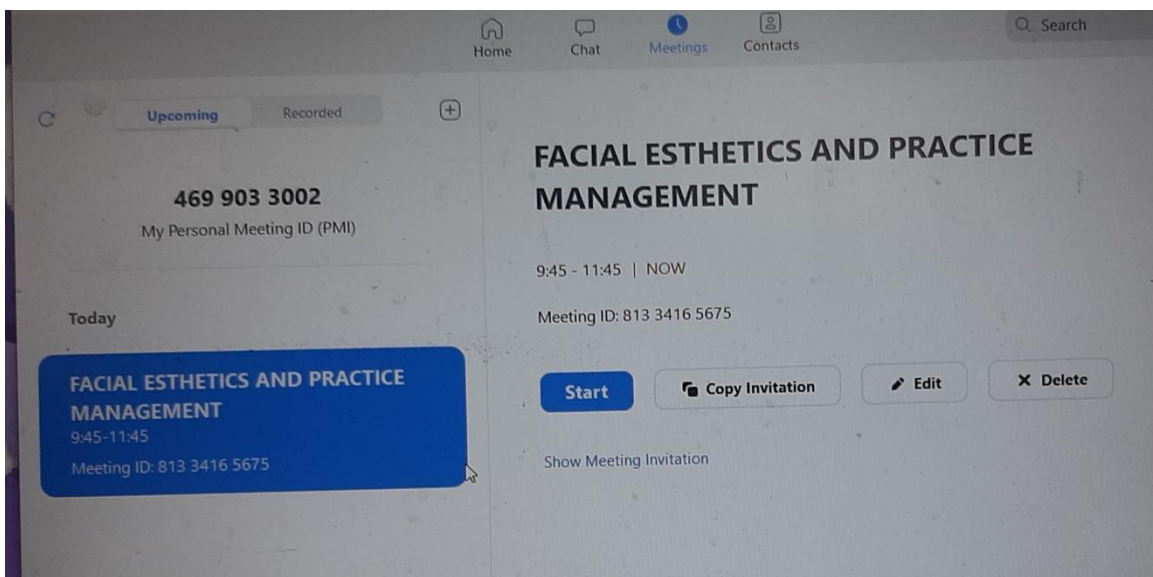 Home
Chat
Meetings
Contacts
Search
Upcoming
Recorded
469 903 3002
My Personal Meeting ID (PMI)
Today
FACIAL ESTHETICS AND PRACTICE
MANAGEMENT
9:45-11:45
Meeting ID: 813 3416 5675
FACIAL ESTHETICS AND PRACTICE
MANAGEMENT
9:45 - 11:45 | NOW
Meeting ID: 813 3416 5675
Start
Copy Invitation
Edit
Delete
Show Meeting Invitation